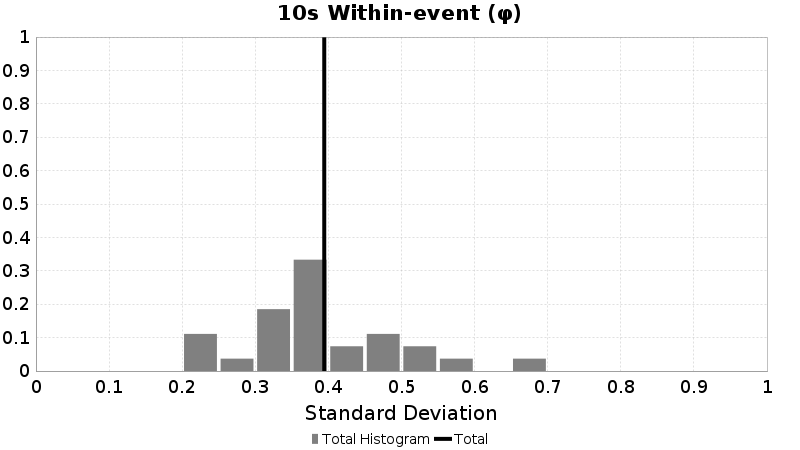 10s Within-event (φ)
1
0.9
0.8
0.7
0.6
0.5
0.4
0.3
0.2
0.1
0
0 0.1 0.2 0.3 0.4 0.5 0.6 0.7 0.8 0.9 1
Standard Deviation
Total Histogram Total